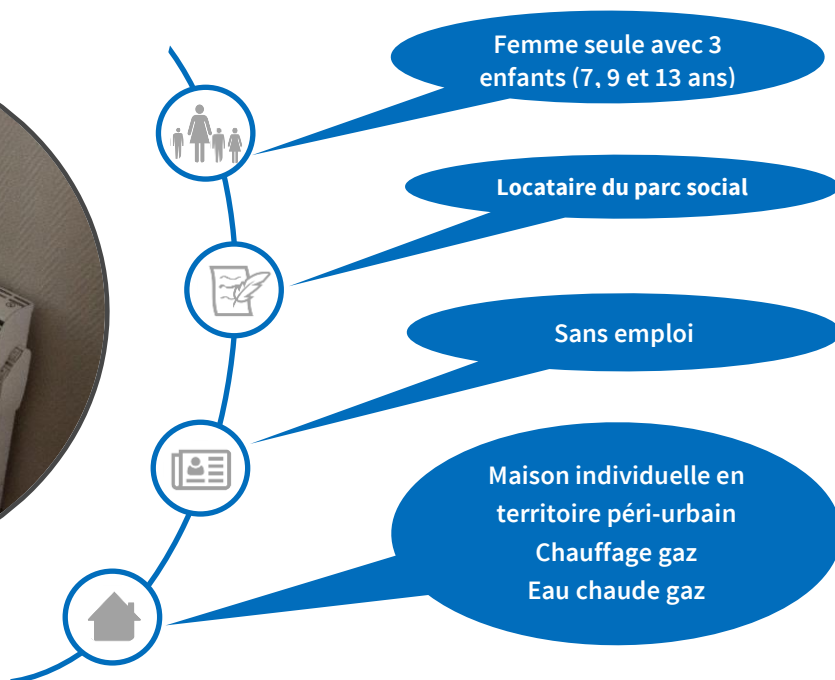 Femme seule avec 3
enfants (7, 9 et 13 ans)
Locataire du parc social
Sans emploi
Maison individuelle en
territoire péri-urbain
Chauffage gaz
Eau chaude gaz